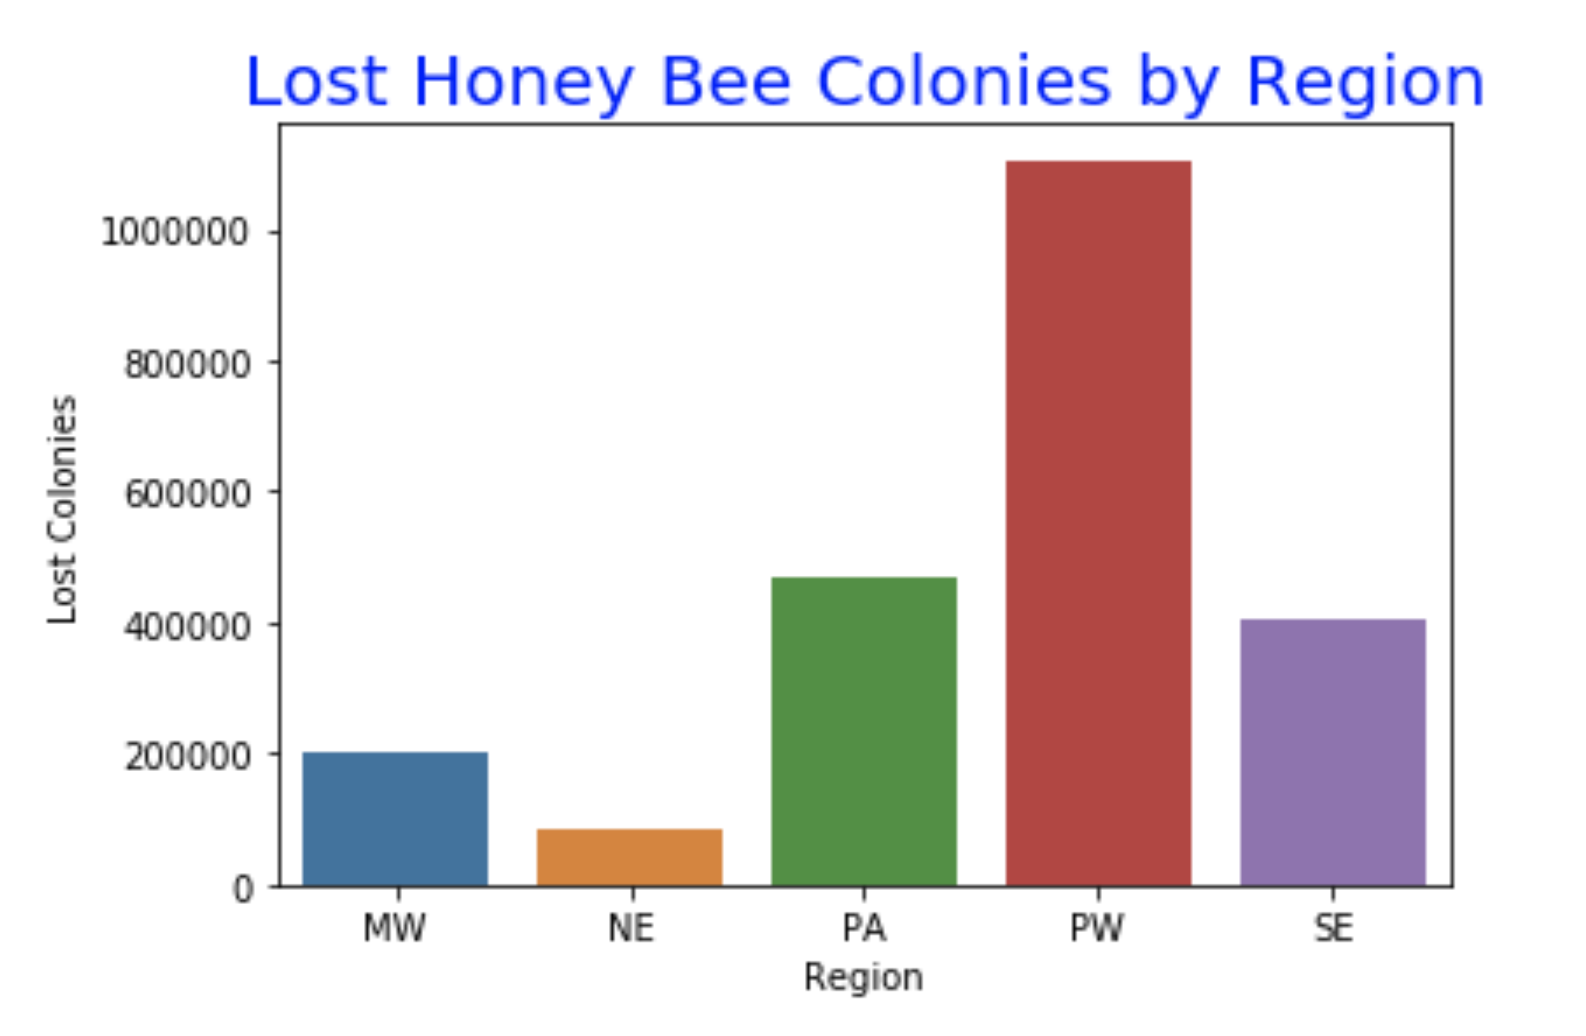 Lost Honey Bee Colonies by Region
1000000
800000
600000
400000
200000
0
Lost Colonies
MW NE PA PW SE
Region